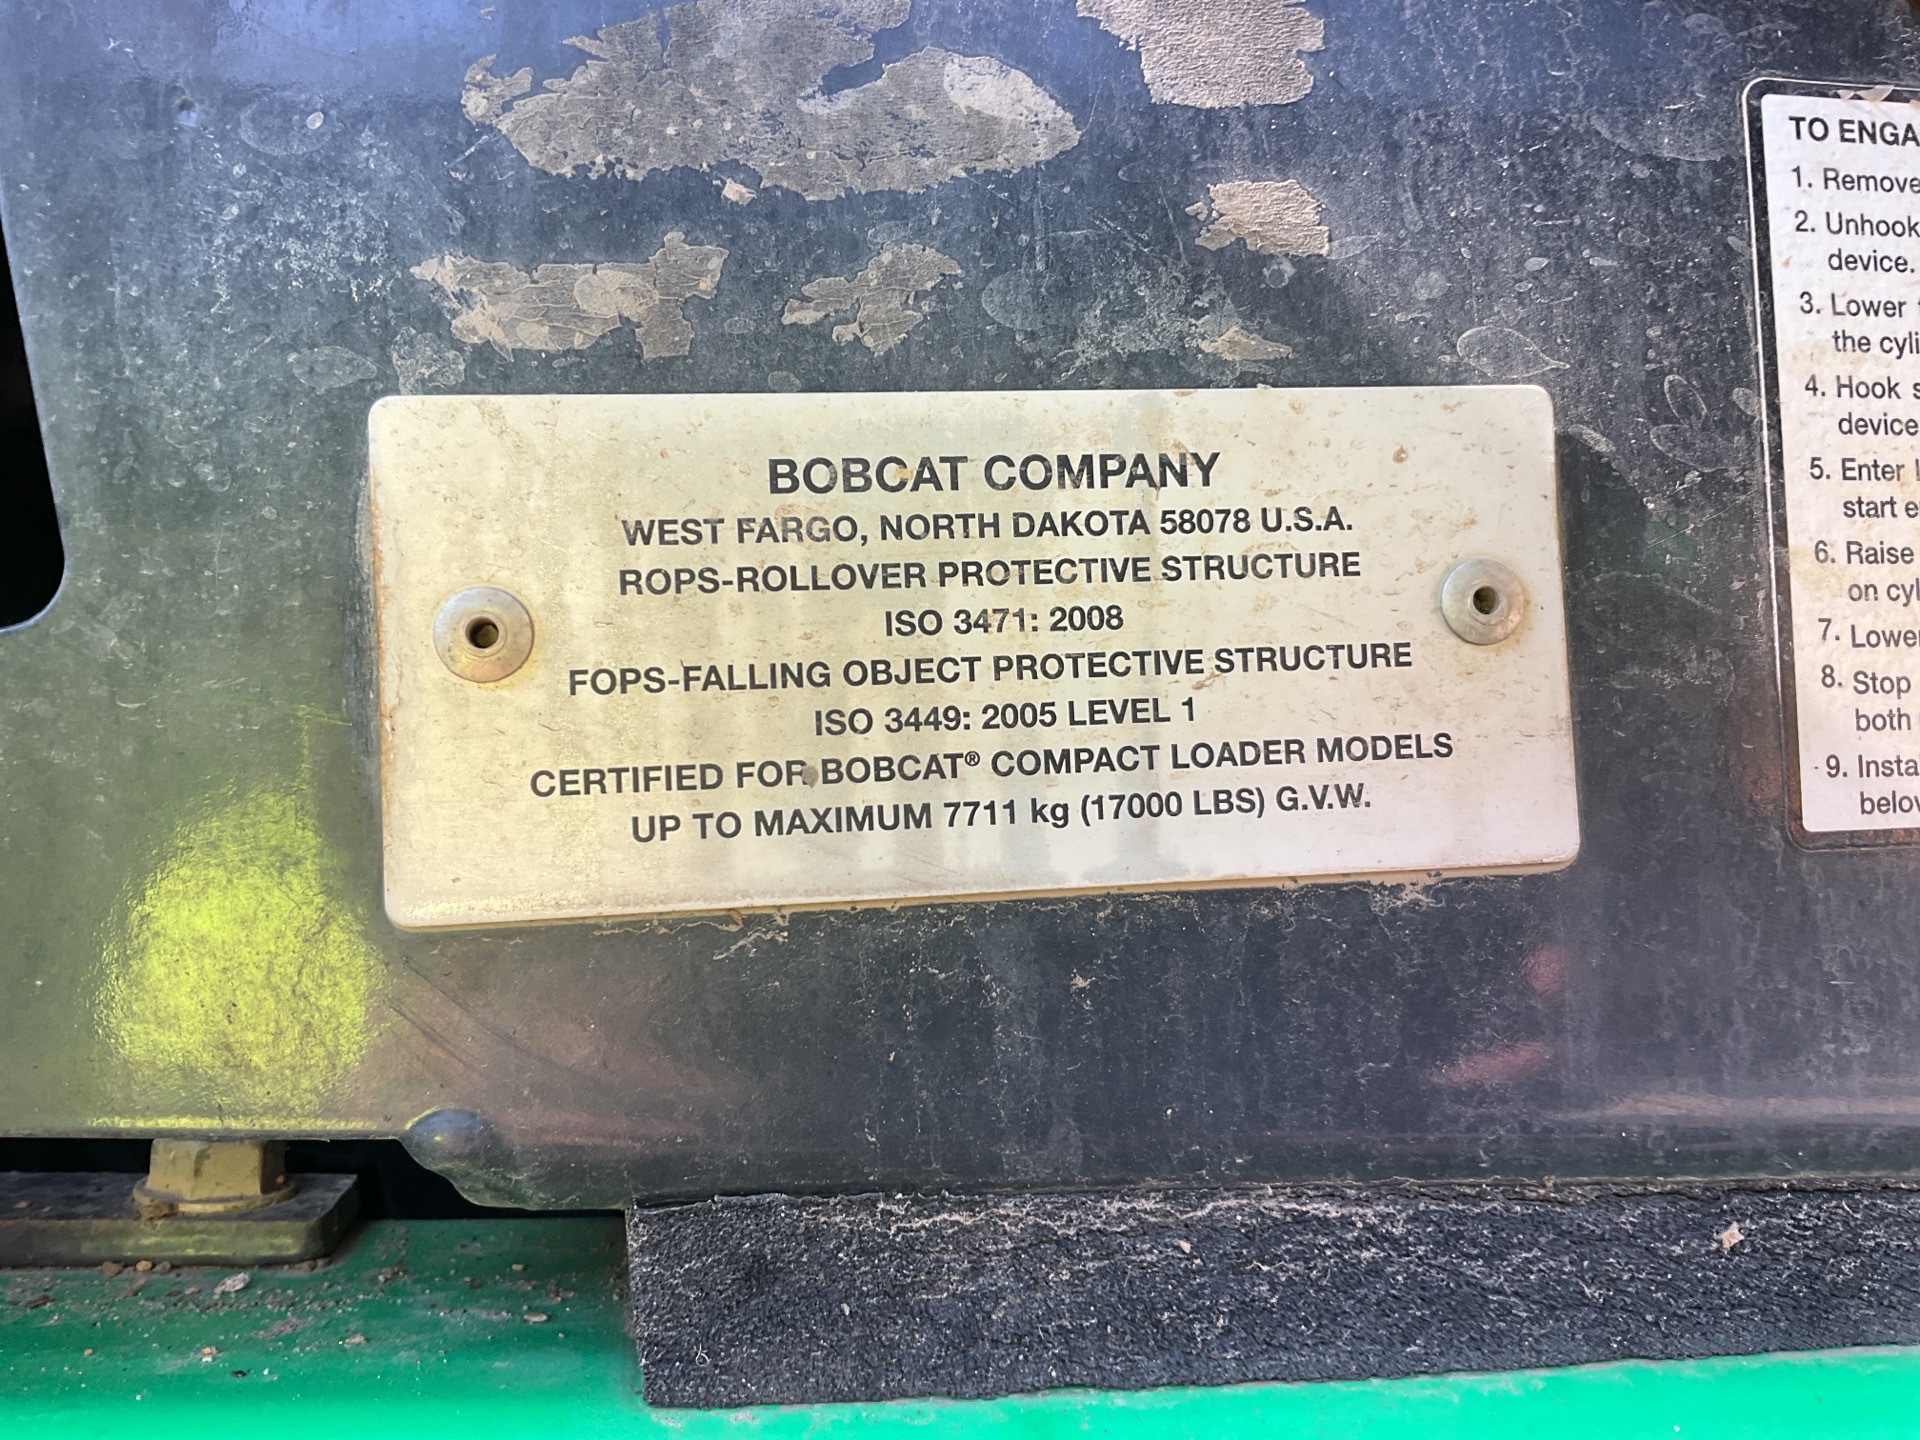 BOBCAT COMPANY
WEST FARGO, NORTH DAKOTA 58078 U.S.A.
ROPS-ROLLOVER PROTECTIVE STRUCTURE
ISO 3471: 2008
FOPS-FALLING OBJECT PROTECTIVE STRUCTURE
ISO 3449: 2005 LEVEL 1
CERTIFIED FOR BOBCAT® COMPACT LOADER MODELS
UP TO MAXIMUM 7711 kg (17000 LBS) G.V.W.
TO ENGA
1. Remove
2. Unhook
device.
3. Lower
the cyli
4. Hook s
device
5. Enter
start e
6. Raise
on cyl
7. Lower
8. Stop
both
9. Insta
below